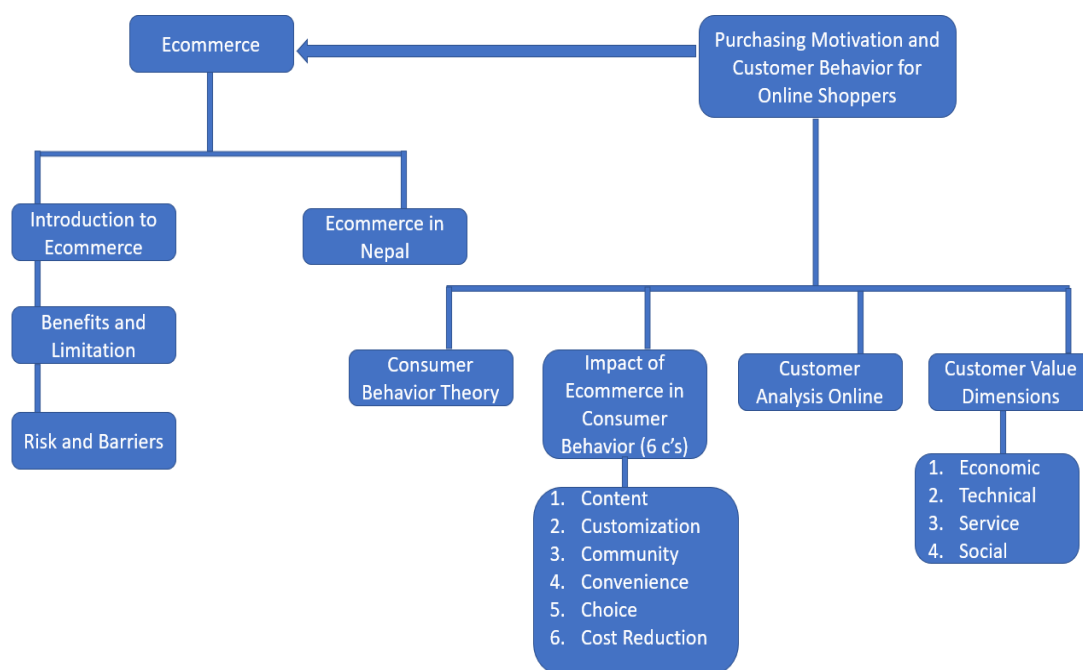 Ecommerce
Purchasing Motivation and
Customer Behavior for
Online Shoppers
Introduction to
Ecommerce
Ecommerce in
Nepal
Benefits and
Limitation
Risk and Barriers
Consumer
Behavior Theory
Impact of
Ecommerce in
Consumer
Behavior (6 c's)
Customer
Analysis Online
Customer Value
Dimensions
1. Content
2. Customization
3. Community
4. Convenience
5. Choice
6. Cost Reduction
1. Economic
2. Technical
3. Service
4. Social